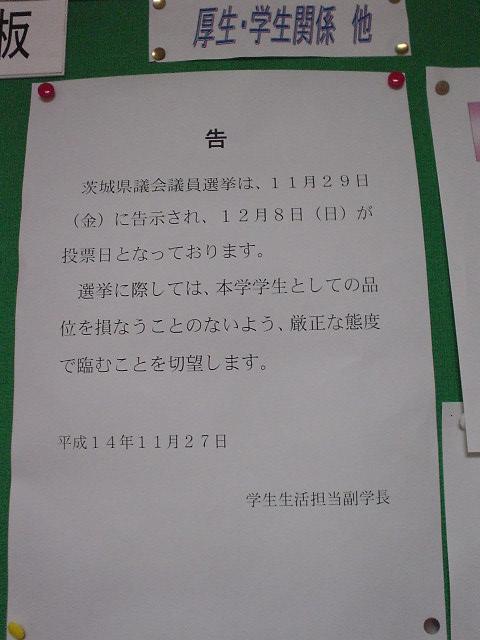 板
厚生・学生関係 他
告
茨城県議会議員選挙は、１１月２９日
（金）に告示され、１２月８日（日）が
投票日となっております。
選挙に際しては、本学学生としての品
位を損なうことのないよう、厳正な態度
で臨むことを切望します。
平成１４年１１月２７日
学生生活担当副学長